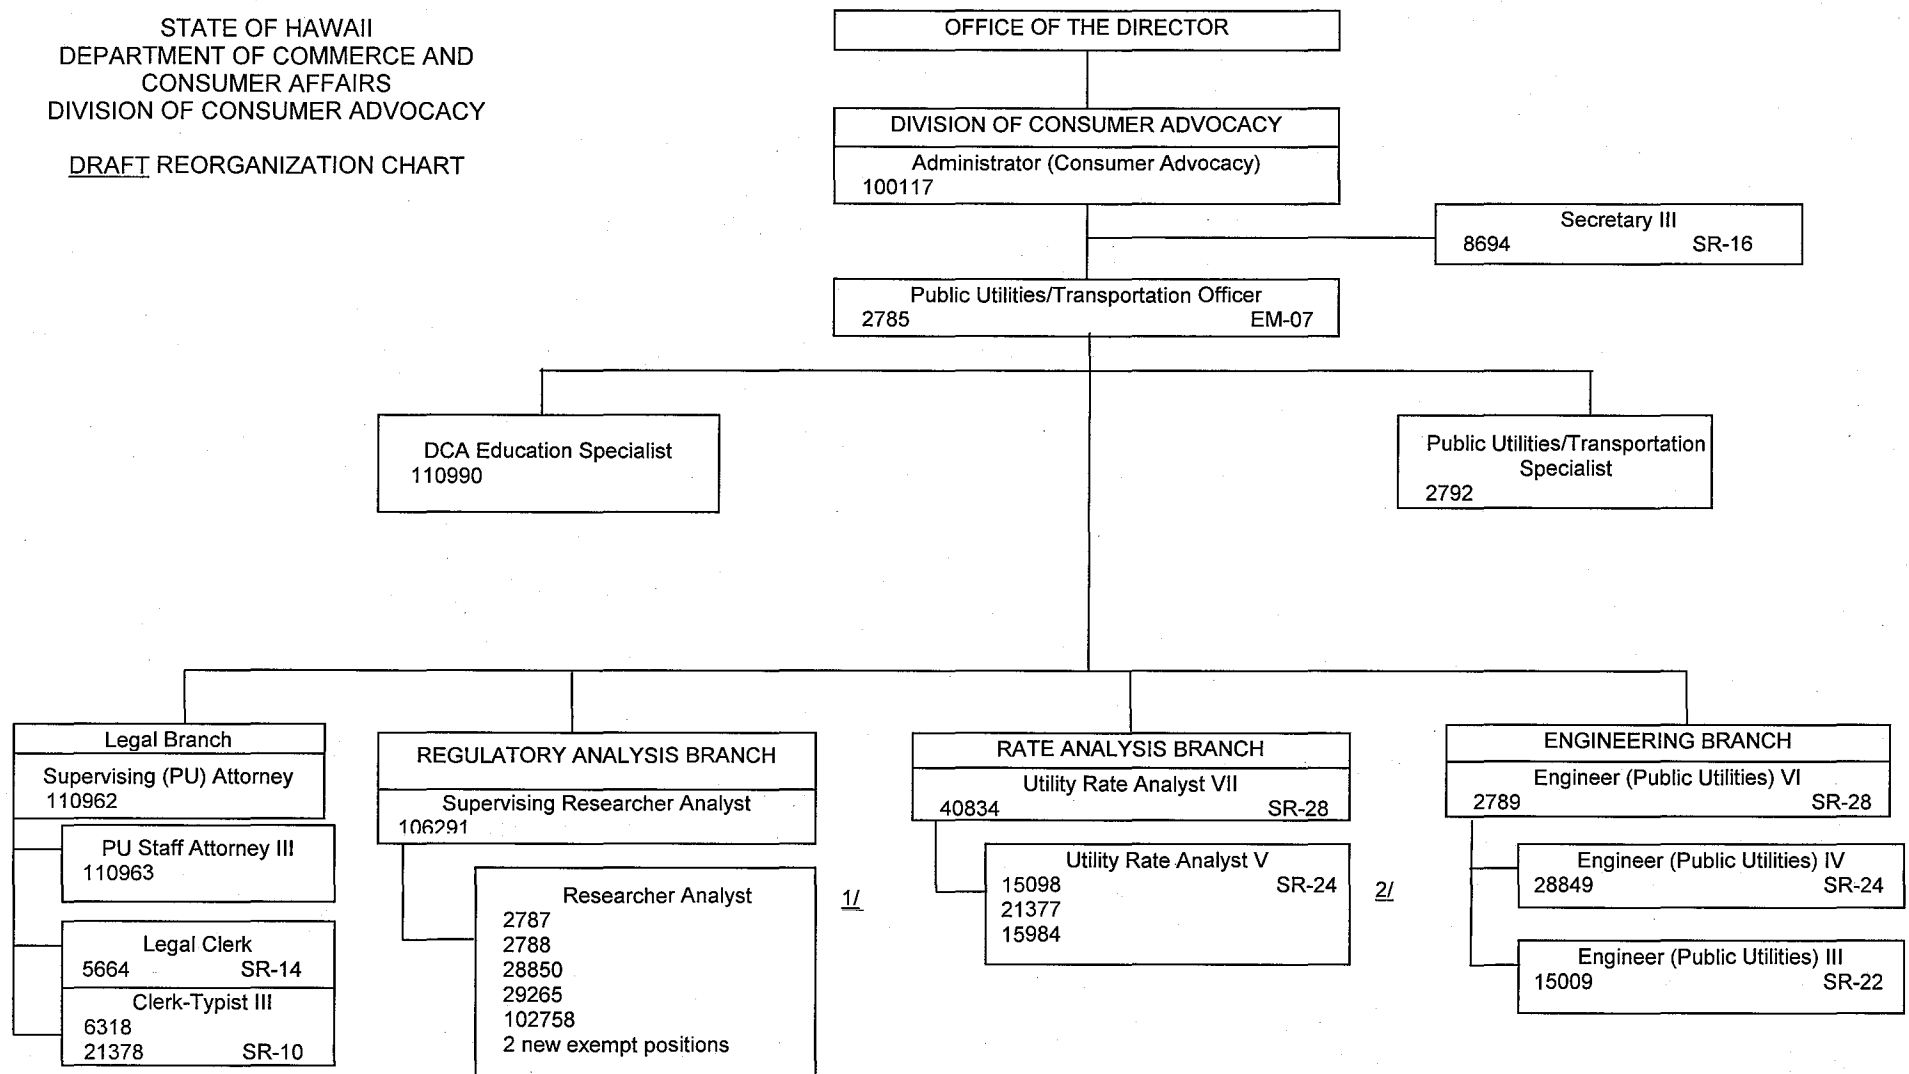 STATE OF HAWAII
DEPARTMENT OF COMMERCE AND
CONSUMER AFFAIRS
DIVISION OF CONSUMER ADVOCACY
DRAFT REORGANIZATION CHART
OFFICE OF THE DIRECTOR
DIVISION OF CONSUMER ADVOCACY
Administrator (Consumer Advocacy)
100117
Secretary III
8694 SR-16
Public Utilities/Transportation Officer
2785 EM-07
DCA Education Specialist
110990
Public Utilities/Transportation
Specialist
2792
Legal Branch
Supervising (PU) Attorney
110962
PU Staff Attorney III
110963
Legal Clerk
5664 SR-14
Clerk-Typist III
6318
21378 SR-10
REGULATORY ANALYSIS BRANCH
Supervising Researcher Analyst
106291
Researcher Analyst
2787
2788
28850
29265
102758
2 new exempt positions
1/
RATE ANALYSIS BRANCH
Utility Rate Analyst VII
40834 SR-28
Utility Rate Analyst V
15098 SR-24
21377
15984
2/
ENGINEERING BRANCH
Engineer (Public Utilities) VI
2789 SR-28
Engineer (Public Utilities) IV
28849 SR-24
Engineer (Public Utilities) III
15009 SR-22